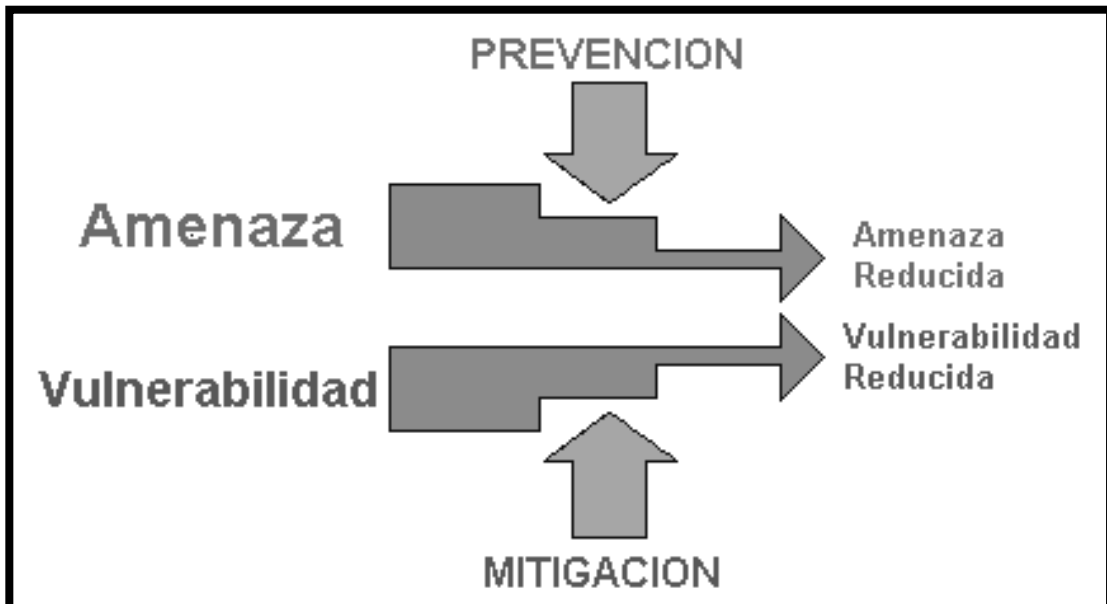 PREVENCION
Amenaza
Amenaza
Reducida
Vulnerabilidad
Vulnerabilidad
Reducida
MITIGACION